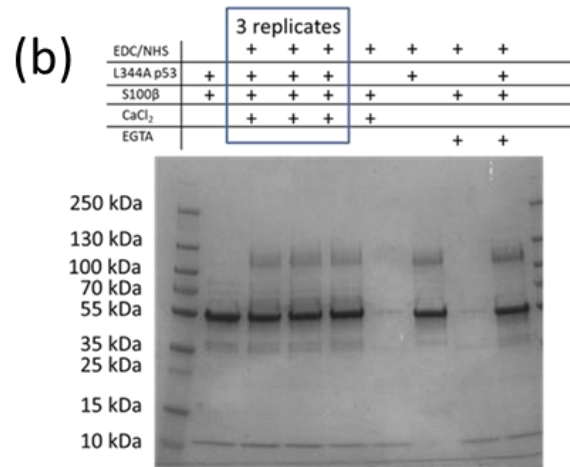 (b)
3 replicates
EDC/NHS + + + + + + +
L344A p53 + + + + + +
S100β + + + + + + +
CaCl₂ + + + +
EGTA + +
250 kDa
130 kDa
100 kDa
70 kDa
55 kDa
35 kDa
25 kDa
15 kDa
10 kDa